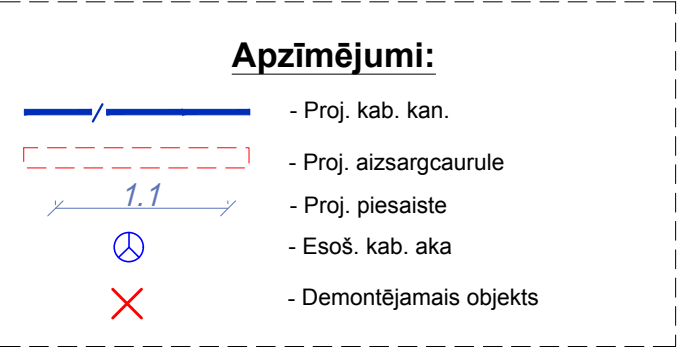 Apzīmējumi:
- Proj. kab. kan.
- Proj. aizsargcaurule
1.1 - Proj. piesaiste
- Esoš. kab. aka
- Demontējamais objekts